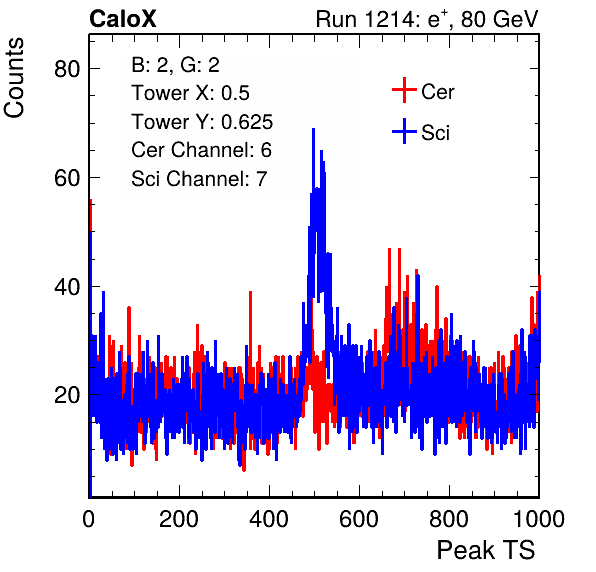 CaloX Run 1214: e⁺, 80 GeV
B: 2, G: 2
Tower X: 0.5
Tower Y: 0.625
Cer Channel: 6
Sci Channel: 7
Cer
Sci
Counts
80
60
40
20
0 200 400 600 800 1000
Peak TS